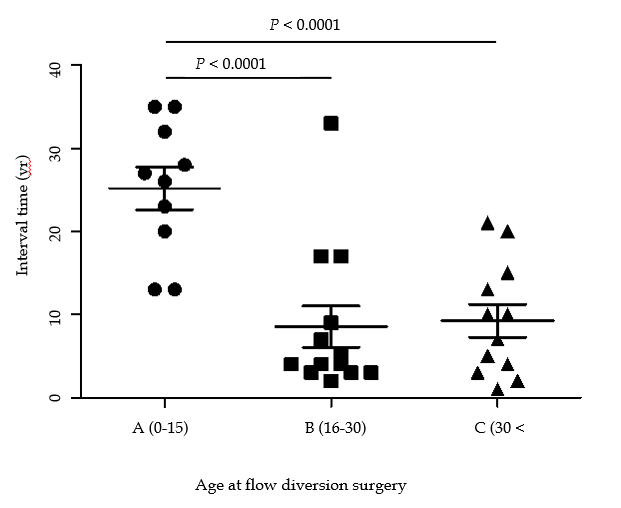 P < 0.0001
P < 0.0001
40
30
20
10
0
Interval time (yr)
A (0-15)
B (16-30)
C (30 <
Age at flow diversion surgery